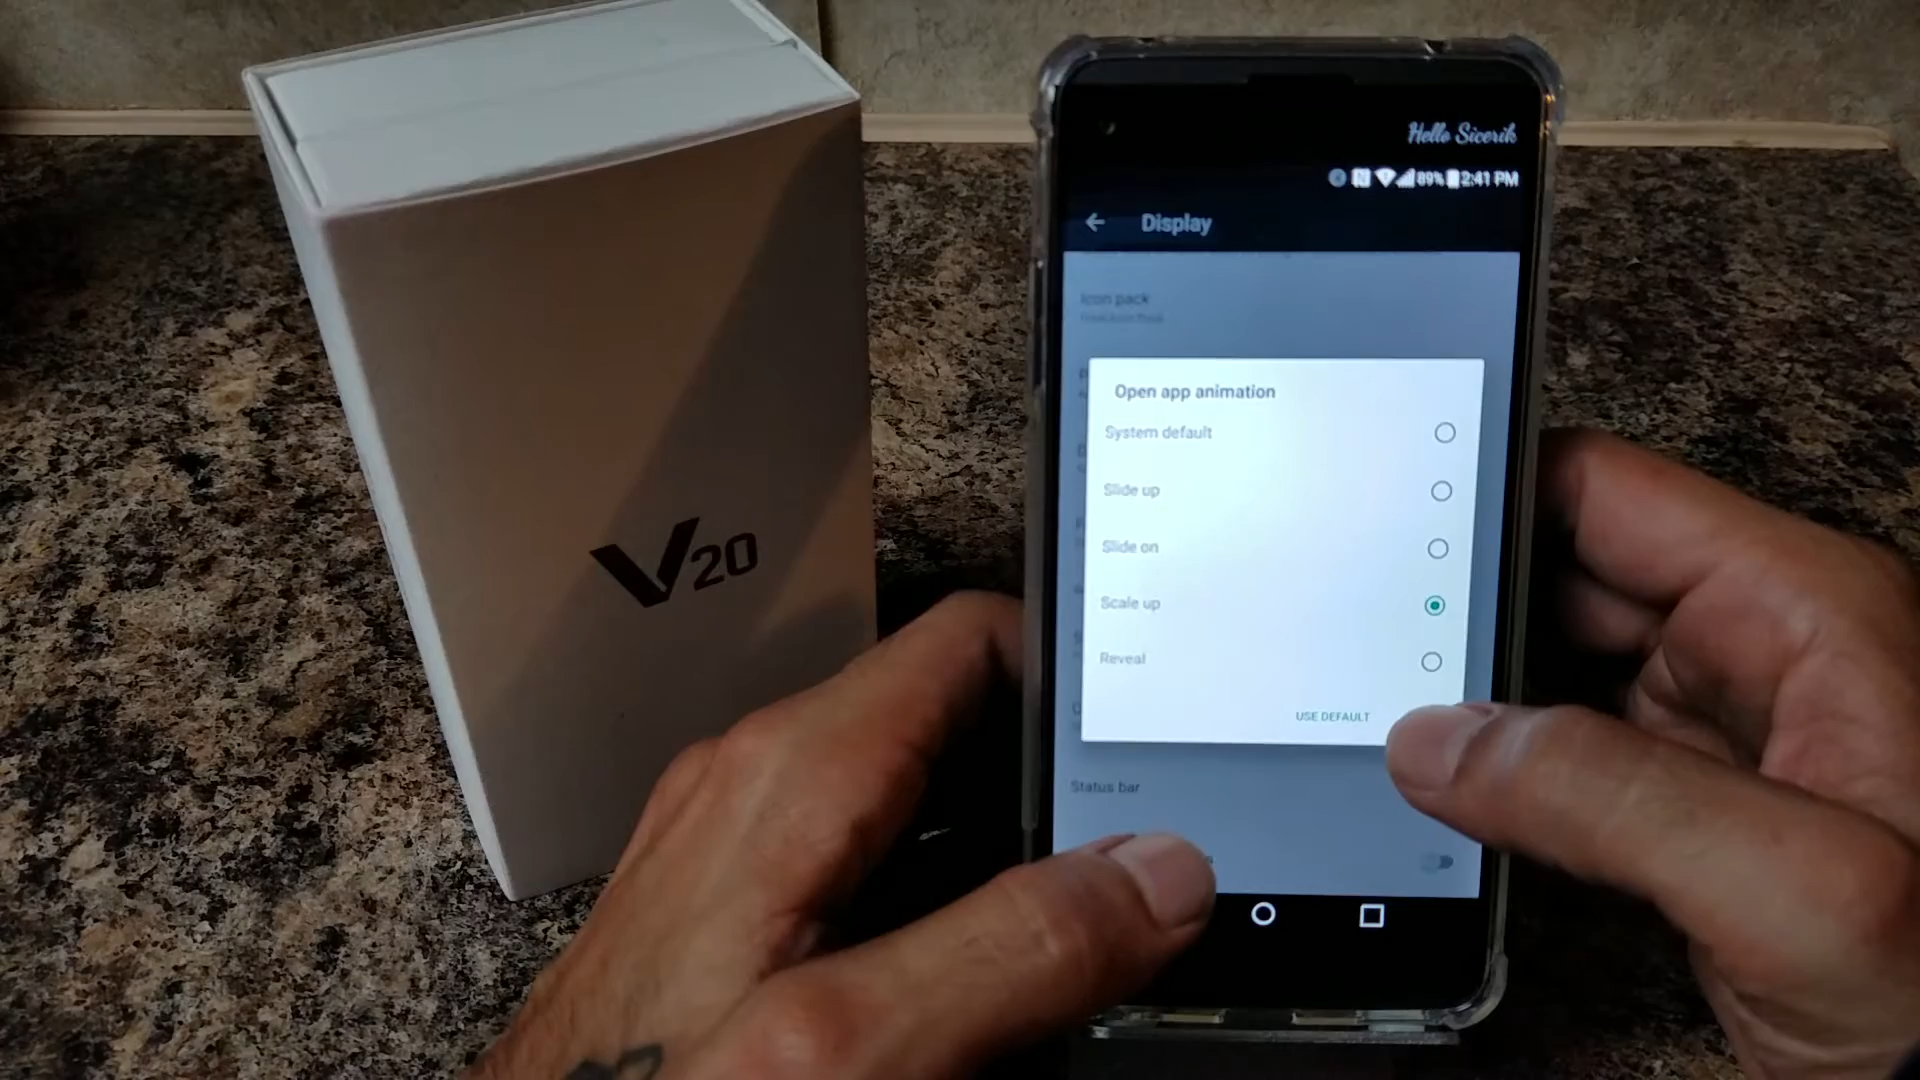 V20
Hello Sicerik
N 89% 2:41 PM
Display
Icon pack
Open app animation
System default
Slide up
Slide on
Scale up
Reveal
USE DEFAULT
Status bar